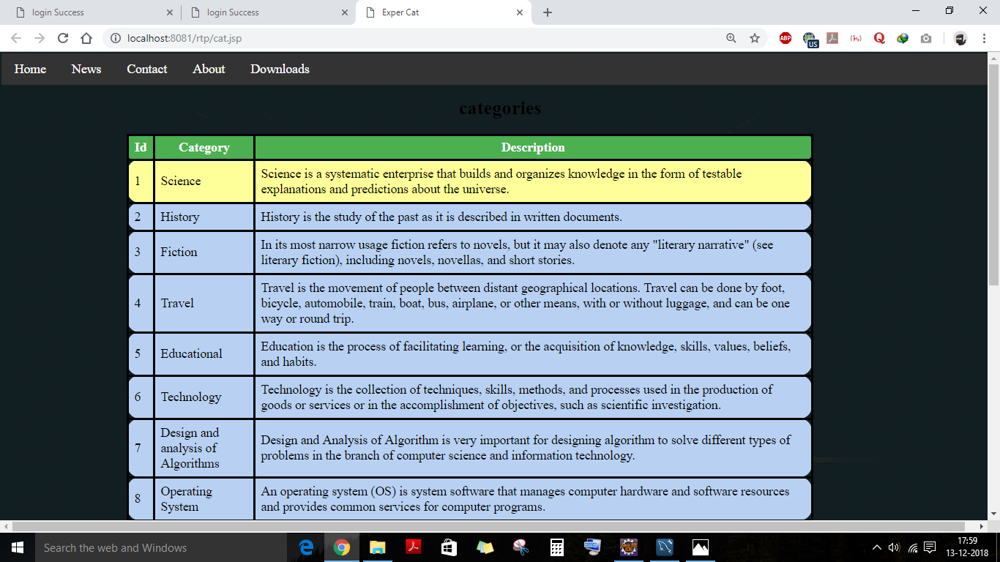 login Success
login Success
Exper Cat
localhost:8081/rtp/cat.jsp
ABP
US
Home News Contact About Downloads
categories
Id Category Description
1 Science Science is a systematic enterprise that builds and organizes knowledge in the form of testable
explanations and predictions about the universe.
2 History History is the study of the past as it is described in written documents.
3 Fiction In its most narrow usage fiction refers to novels, but it may also denote any "literary narrative" (see
literary fiction), including novels, novellas, and short stories.
4 Travel Travel is the movement of people between distant geographical locations. Travel can be done by foot,
bicycle, automobile, train, boat, bus, airplane, or other means, with or without luggage, and can be one
way or round trip.
5 Educational Education is the process of facilitating learning, or the acquisition of knowledge, skills, values, beliefs,
and habits.
6 Technology Technology is the collection of techniques, skills, methods, and processes used in the production of
goods or services or in the accomplishment of objectives, such as scientific investigation.
7 Design and
analysis of
Algorithms
Design and Analysis of Algorithm is very important for designing algorithm to solve different types of
problems in the branch of computer science and information technology.
8 Operating
System
An operating system (OS) is system software that manages computer hardware and software resources
and provides common services for computer programs.
Search the web and Windows
17:59
13-12-2018